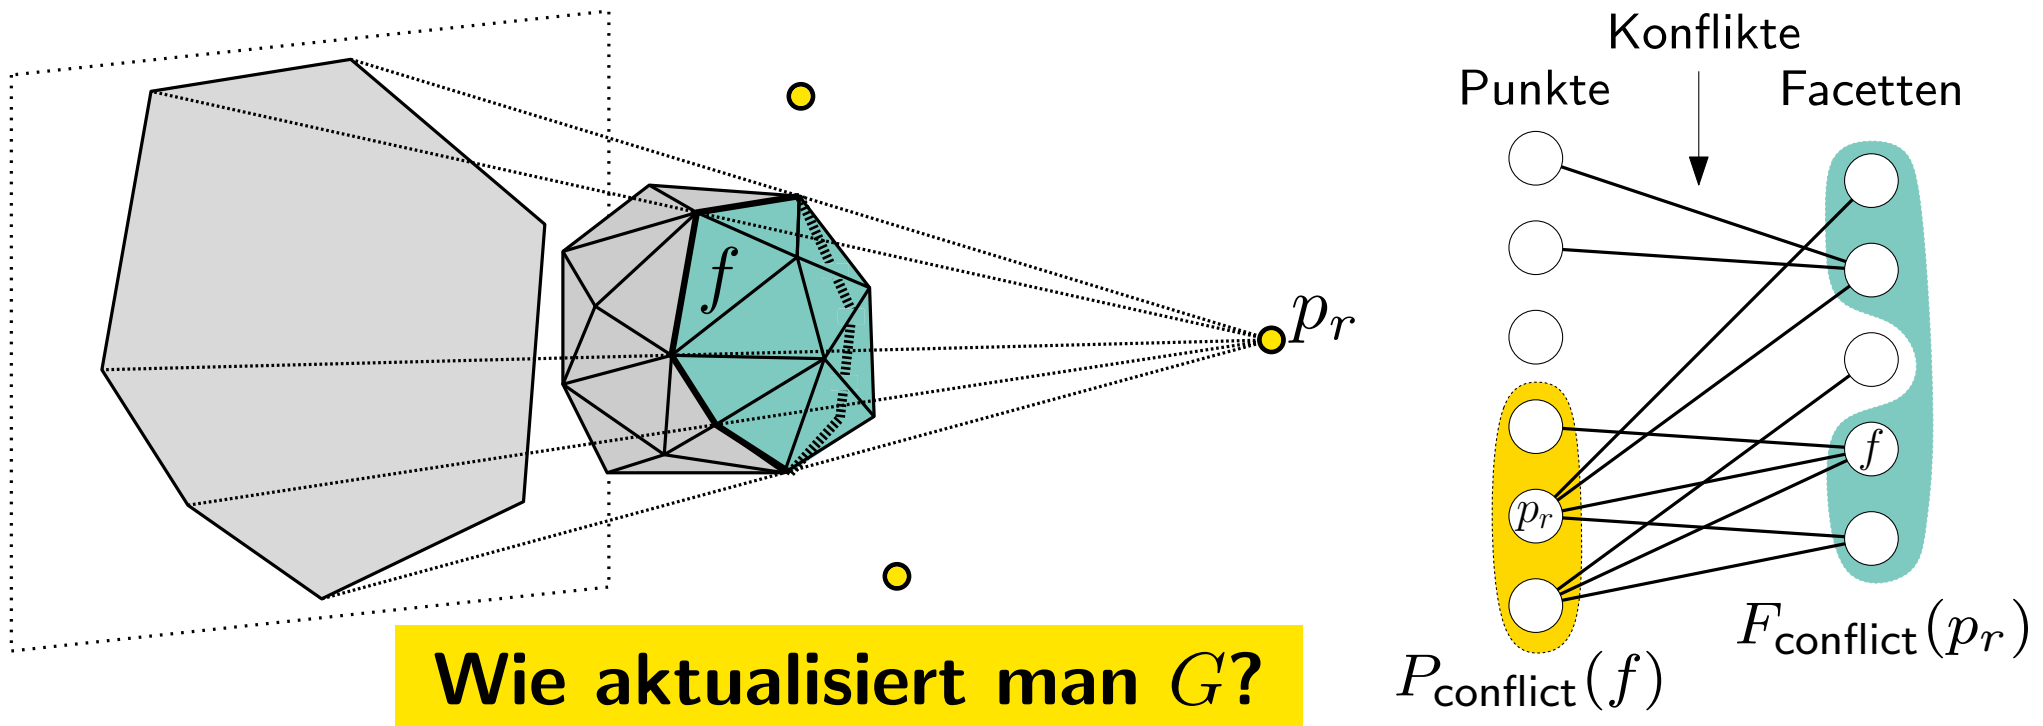 Konflikte
Punkte Facetten
f
p_r
f
p_r
F_conflict(p_r)
P_conflict(f)
Wie aktualisiert man G?